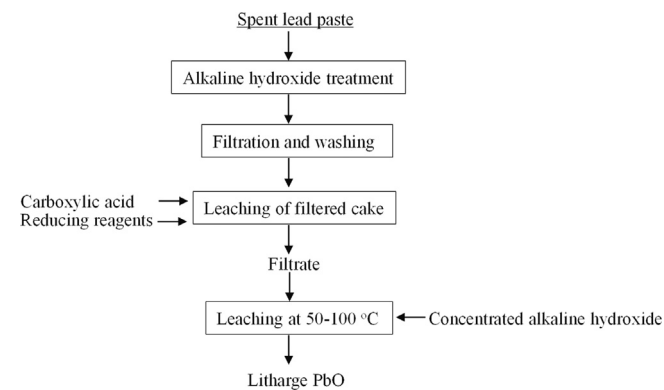 Spent lead paste
Alkaline hydroxide treatment
Filtration and washing
Carboxylic acid
Reducing reagents
Leaching of filtered cake
Filtrate
Leaching at 50-100 °C
Concentrated alkaline hydroxide
Litharge PbO